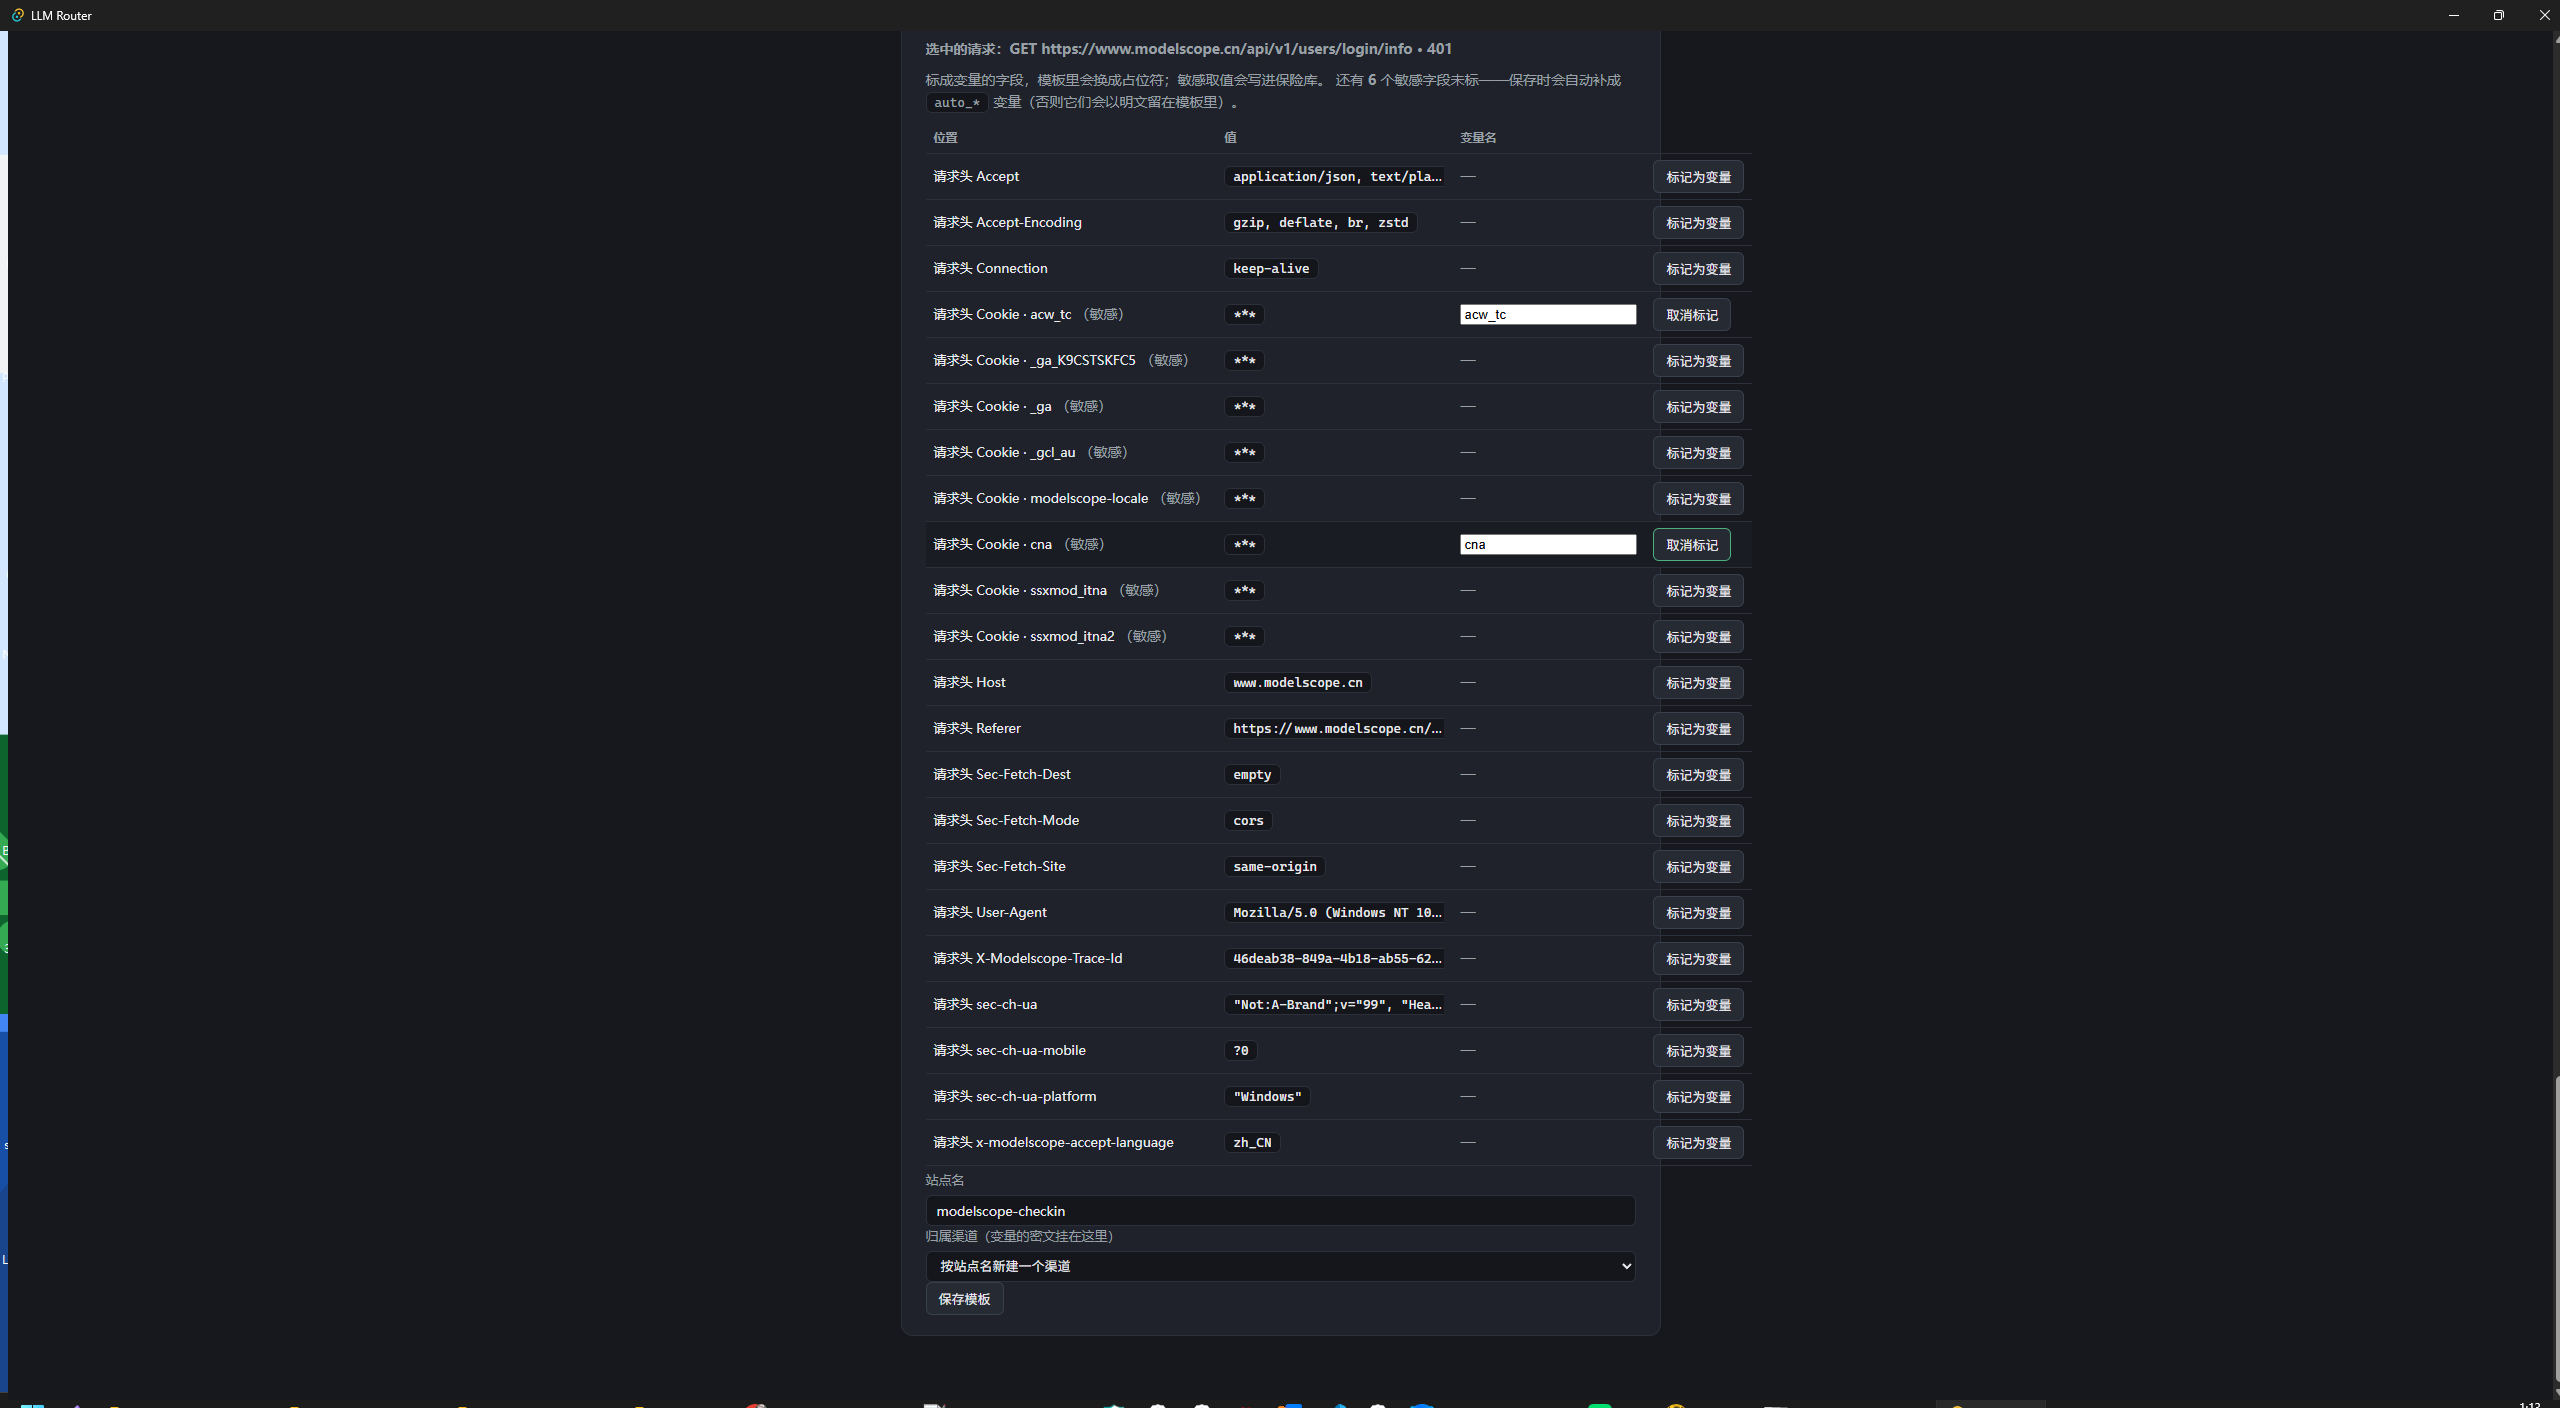 LLM Router
选中的请求：GET https://www.modelscope.cn/api/v1/users/login/info • 401
标成变量的字段，模板里会换成占位符；敏感取值会写进保险库。 还有 6 个敏感字段未标——保存时会自动补成
auto_* 变量（否则它们会以明文留在模板里）。
位置 值 变量名
请求头 Accept application/json, text/pla... — 标记为变量
请求头 Accept-Encoding gzip, deflate, br, zstd — 标记为变量
请求头 Connection keep-alive — 标记为变量
请求头 Cookie · acw_tc （敏感） *** acw_tc 取消标记
请求头 Cookie · _ga_K9CSTSKFC5 （敏感） *** — 标记为变量
请求头 Cookie · _ga （敏感） *** — 标记为变量
请求头 Cookie · _gcl_au （敏感） *** — 标记为变量
请求头 Cookie · modelscope-locale （敏感） *** — 标记为变量
请求头 Cookie · cna （敏感） *** cna 取消标记
请求头 Cookie · ssxmod_itna （敏感） *** — 标记为变量
请求头 Cookie · ssxmod_itna2 （敏感） *** — 标记为变量
请求头 Host www.modelscope.cn — 标记为变量
请求头 Referer https://www.modelscope.cn/... — 标记为变量
请求头 Sec-Fetch-Dest empty — 标记为变量
请求头 Sec-Fetch-Mode cors — 标记为变量
请求头 Sec-Fetch-Site same-origin — 标记为变量
请求头 User-Agent Mozilla/5.0 (Windows NT 10... — 标记为变量
请求头 X-Modelscope-Trace-Id 46deab38-849a-4b18-ab55-62... — 标记为变量
请求头 sec-ch-ua "Not:A-Brand";v="99", "Hea... — 标记为变量
请求头 sec-ch-ua-mobile ?0 — 标记为变量
请求头 sec-ch-ua-platform "Windows" — 标记为变量
请求头 x-modelscope-accept-language zh_CN — 标记为变量
站点名
modelscope-checkin
归属渠道（变量的密文挂在这里）
按站点名新建一个渠道
保存模板